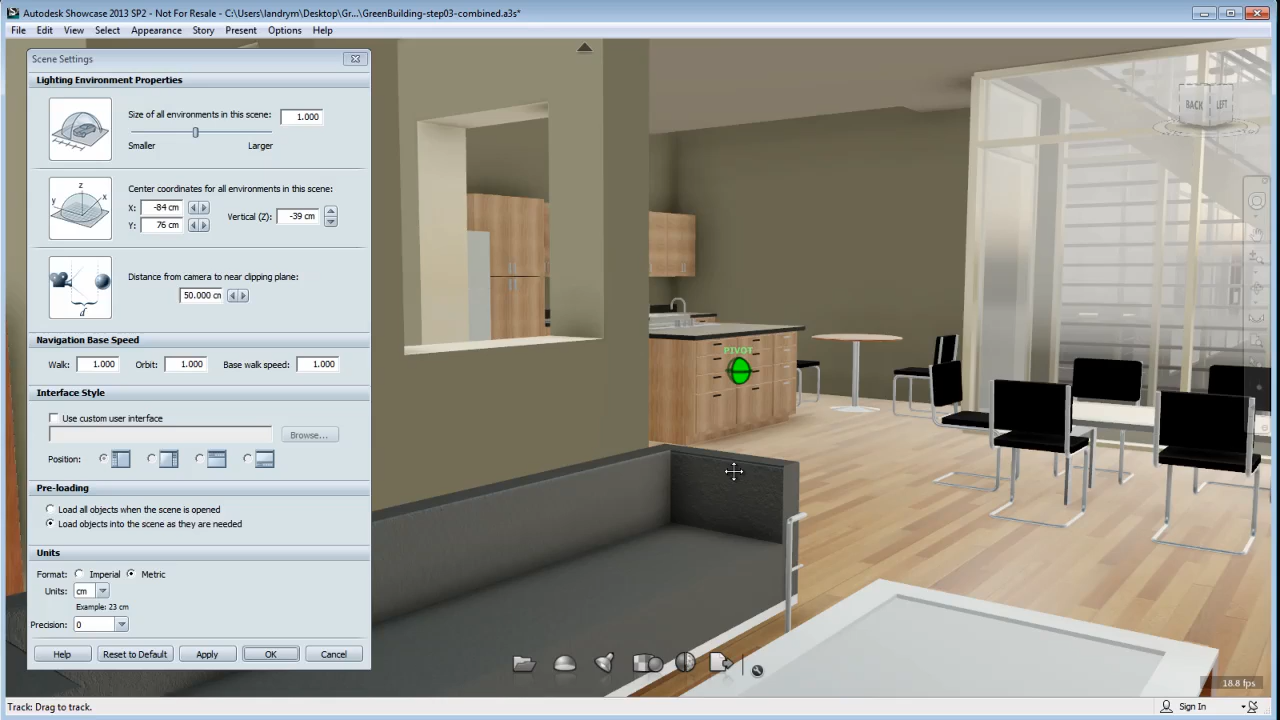 Autodesk Showcase 2013 SP2 - Not For Resale - C:\Users\landrym\Desktop\Gr...\GreenBuilding-step03-combined.a3s*
File Edit View Select Appearance Story Present Options Help
Scene Settings
Lighting Environment Properties
Size of all environments in this scene: 1.000
Smaller Larger
z
y x
Center coordinates for all environments in this scene:
X: -84 cm
Vertical (Z): -39 cm
Y: 76 cm
Distance from camera to near clipping plane:
50.000 cm
d
Navigation Base Speed
Walk: 1.000 Orbit: 1.000 Base walk speed: 1.000
Interface Style
Use custom user interface
Browse...
Position:
Pre-loading
Load all objects when the scene is opened
Load objects into the scene as they are needed
Units
Format: Imperial Metric
Units: cm
Example: 23 cm
Precision: 0
Help Reset to Default Apply OK Cancel
BACK LEFT
PIVOT
18.8 fps
Track: Drag to track.
Sign In